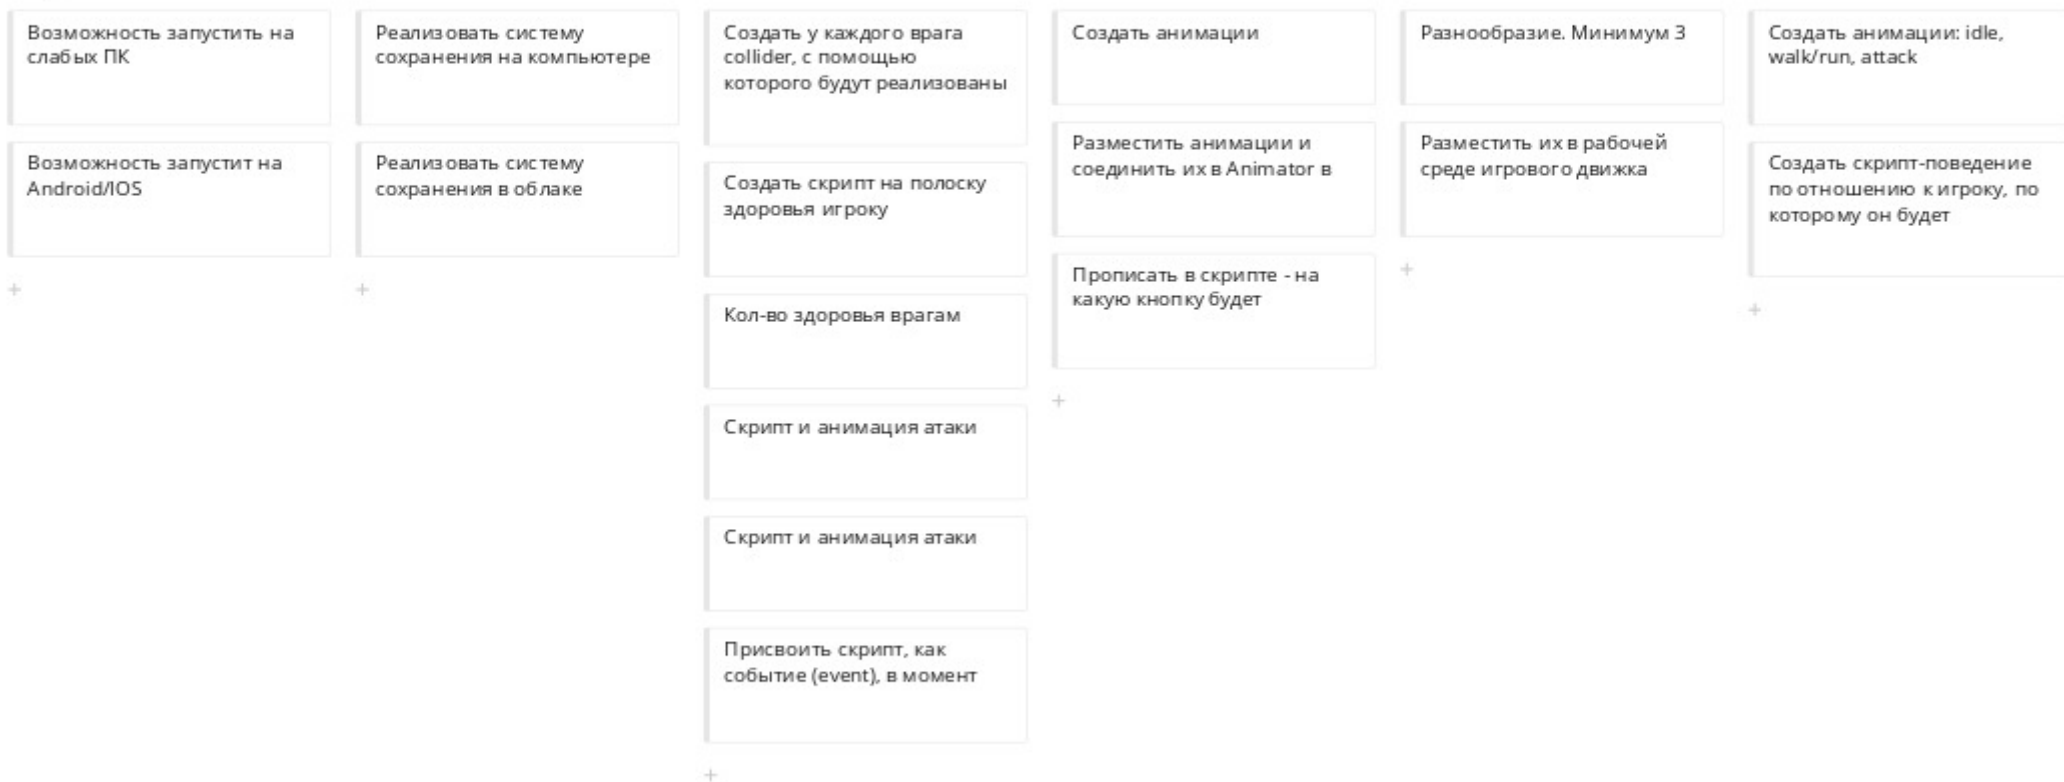 Возможность запустить на
слабых ПК
Возможность запустит на
Android/IOS
Реализовать систему
сохранения на компьютере
Реализовать систему
сохранения в облаке
Создать у каждого врага
collider, с помощью
которого будут реализованы
Создать скрипт на полоску
здоровья игроку
Кол-во здоровья врагам
Скрипт и анимация атаки
Скрипт и анимация атаки
Присвоить скрипт, как
событие (event), в момент
Создать анимации
Разместить анимации и
соединить их в Animator в
Прописать в скрипте - на
какую кнопку будет
Разнообразие. Минимум 3
Разместить их в рабочей
среде игрового движка
Создать анимации: idle,
walk/run, attack
Создать скрипт-поведение
по отношению к игроку, по
которому он будет